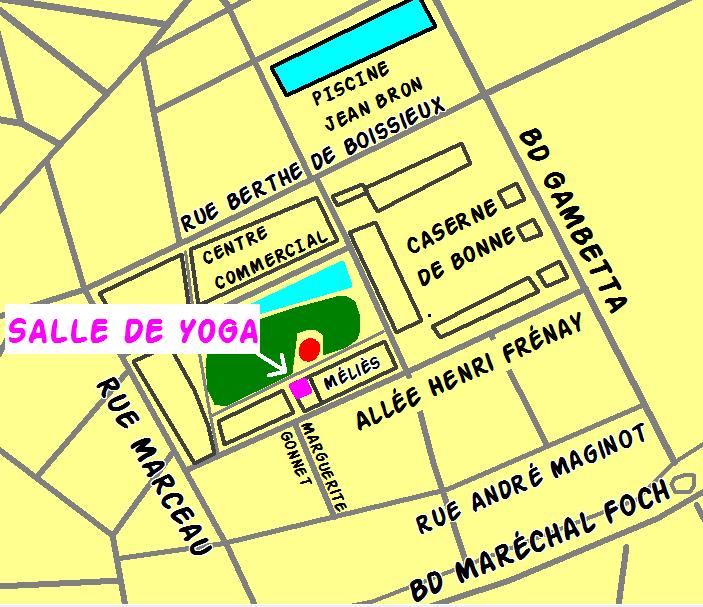 PISCINE
JEAN BRON
RUE BERTHE DE BOISSIEUX
BD GAMBETTA
CENTRE
COMMERCIAL
CASERNE
DE BONNE
SALLE DE YOGA
MÉLIÈS
ALLÉE HENRI FRÉNAY
RUE MARCEAU
MARGUERITE
GONNET
RUE ANDRÉ MAGINOT
BD MARÉCHAL FOCH